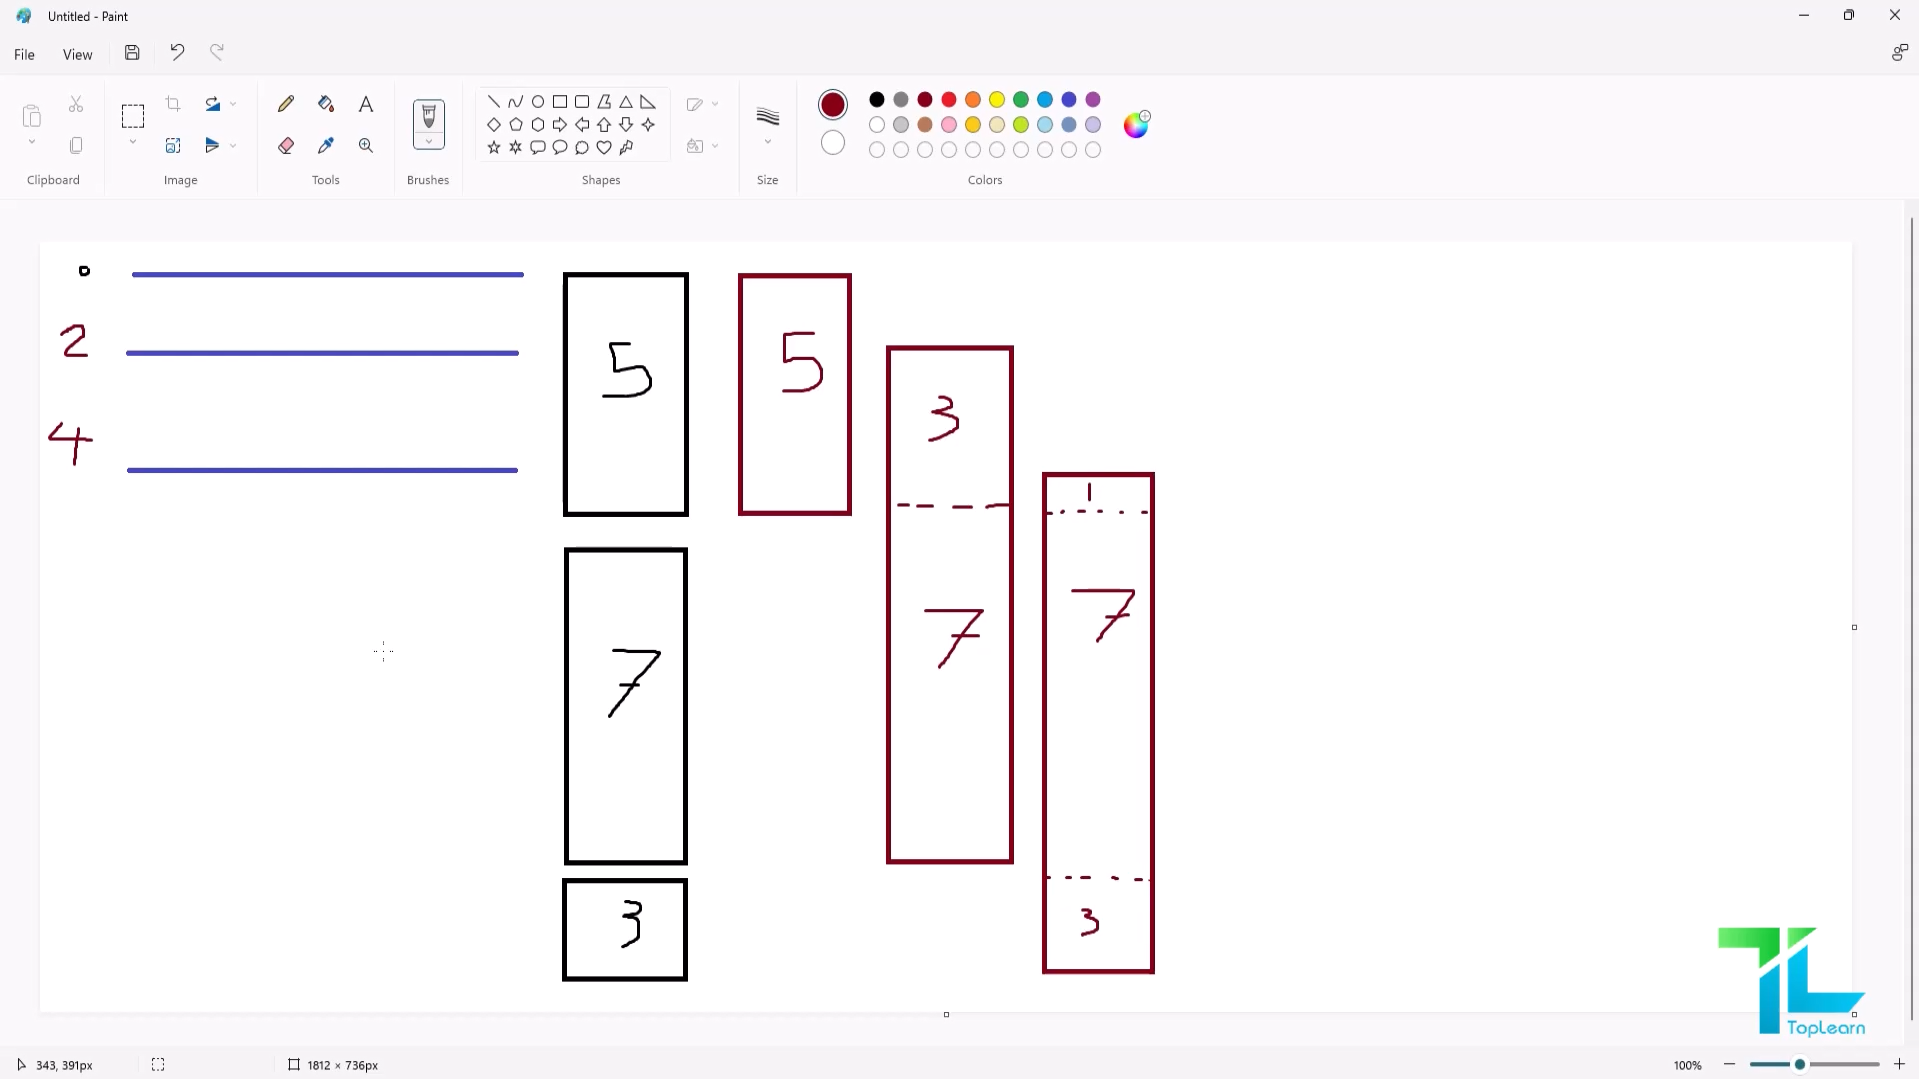 Untitled - Paint
File
View
Clipboard
Image
Tools
Brushes
Shapes
Size
Colors
0
2
4
5
5
3
1
7
7
7
3
3
TopLearn
343, 391px
1812 × 736px
100%